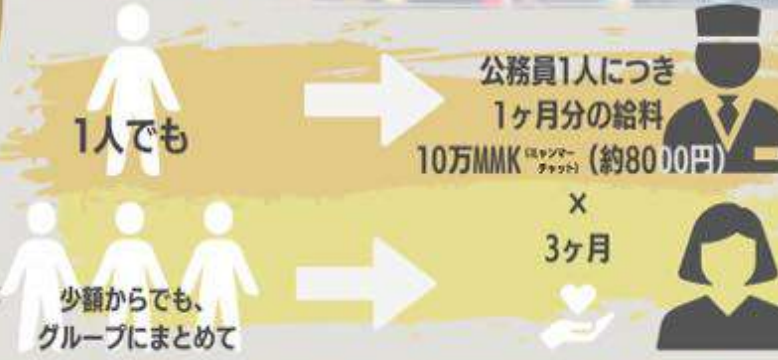 1人でも
公務員1人につき
1ヶ月分の給料
10万MMK (ミャンマーチャット) (約8000円)
×
3ヶ月
少額からでも、
グループにまとめて